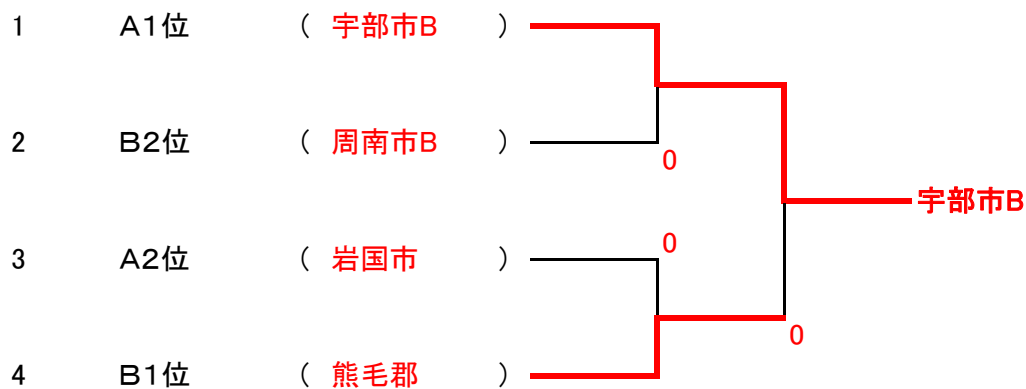 1 A1位 ( 宇部市B )
2 B2位 ( 周南市B )
0
宇部市B
0
3 A2位 ( 岩国市 )
0
4 B1位 ( 熊毛郡 )